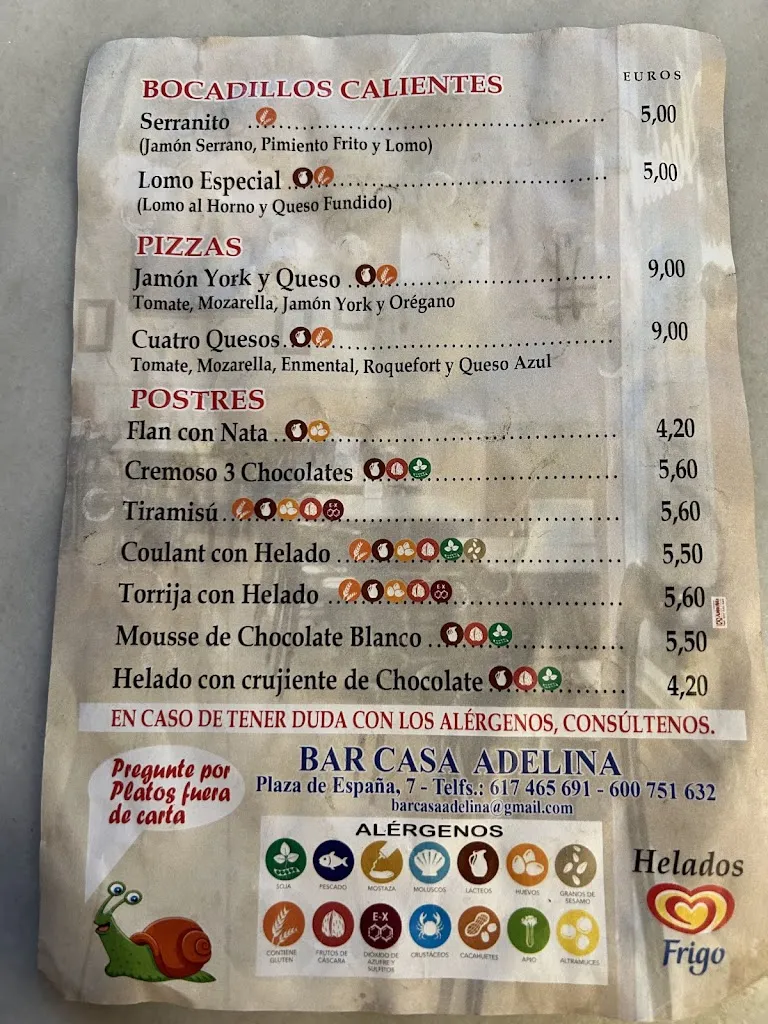 BOCADILLOS CALIENTES EUROS
Serranito 5,00
(Jamón Serrano, Pimiento Frito y Lomo)
Lomo Especial 5,00
(Lomo al Horno y Queso Fundido)
PIZZAS
Jamón York y Queso 9,00
Tomate, Mozarella, Jamón York y Orégano
Cuatro Quesos 9,00
Tomate, Mozarella, Enmental, Roquefort y Queso Azul
POSTRES
Flan con Nata 4,20
Cremoso 3 Chocolates 5,60
Tiramisú 5,60
Coulant con Helado 5,50
Torrija con Helado 5,60
Mousse de Chocolate Blanco 5,50
Helado con crujiente de Chocolate 4,20
EN CASO DE TENER DUDA CON LOS ALÉRGENOS, CONSÚLTENOS.
Pregunte por
Platos fuera
de carta
BAR CASA ADELINA
Plaza de España, 7 - Telfs.: 617 465 691 - 600 751 632
barcasaadelina@gmail.com
ALÉRGENOS
SOJA PESCADO MOSTAZA MOLUSCOS LÁCTEOS HUEVOS GRANOS DE
SÉSAMO
E-X
CONTIENE
GLUTEN
FRUTOS DE
CÁSCARA
DIÓXIDO DE
AZUFRE Y
SULFITOS
CRUSTÁCEOS CACAHUETES APIO ALTRAMUCES
Helados
Frigo